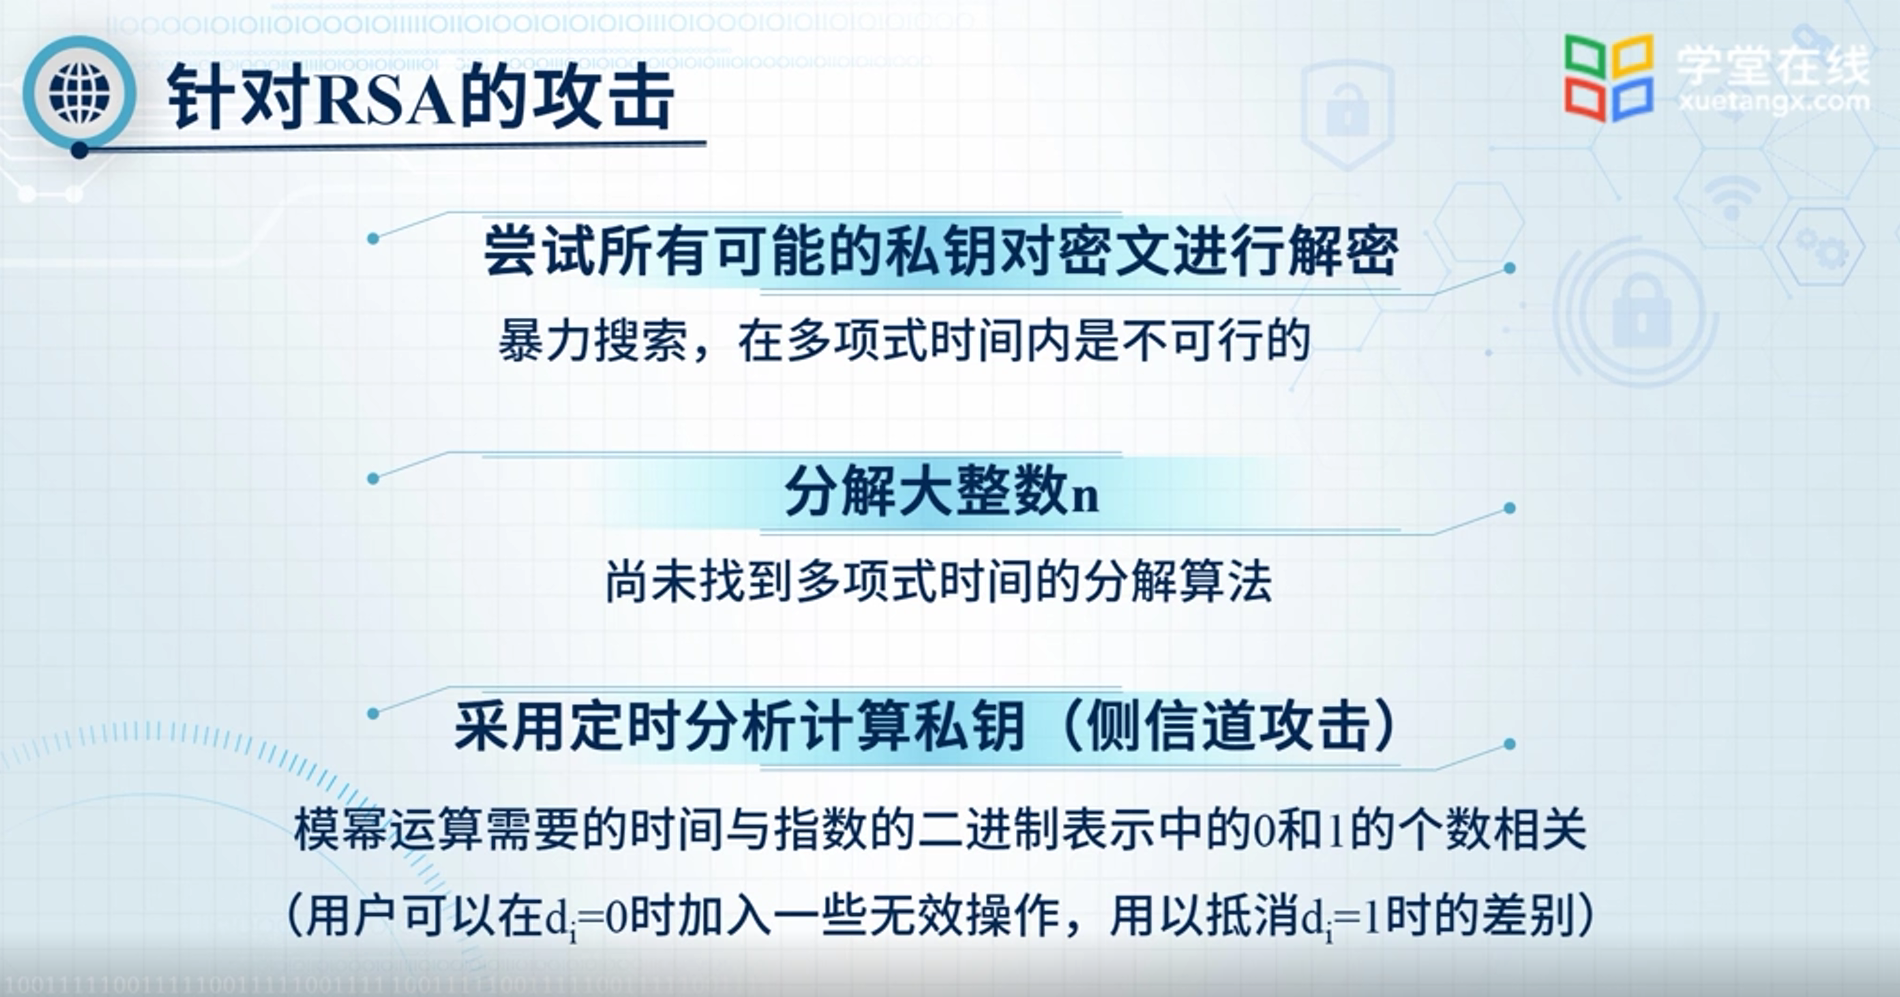 针对RSA的攻击
学堂在线
xuetangx.com
尝试所有可能的私钥对密文进行解密
暴力搜索，在多项式时间内是不可行的
分解大整数n
尚未找到多项式时间的分解算法
采用定时分析计算私钥（侧信道攻击）
模幂运算需要的时间与指数的二进制表示中的0和1的个数相关
（用户可以在di=0时加入一些无效操作，用以抵消di=1时的差别）